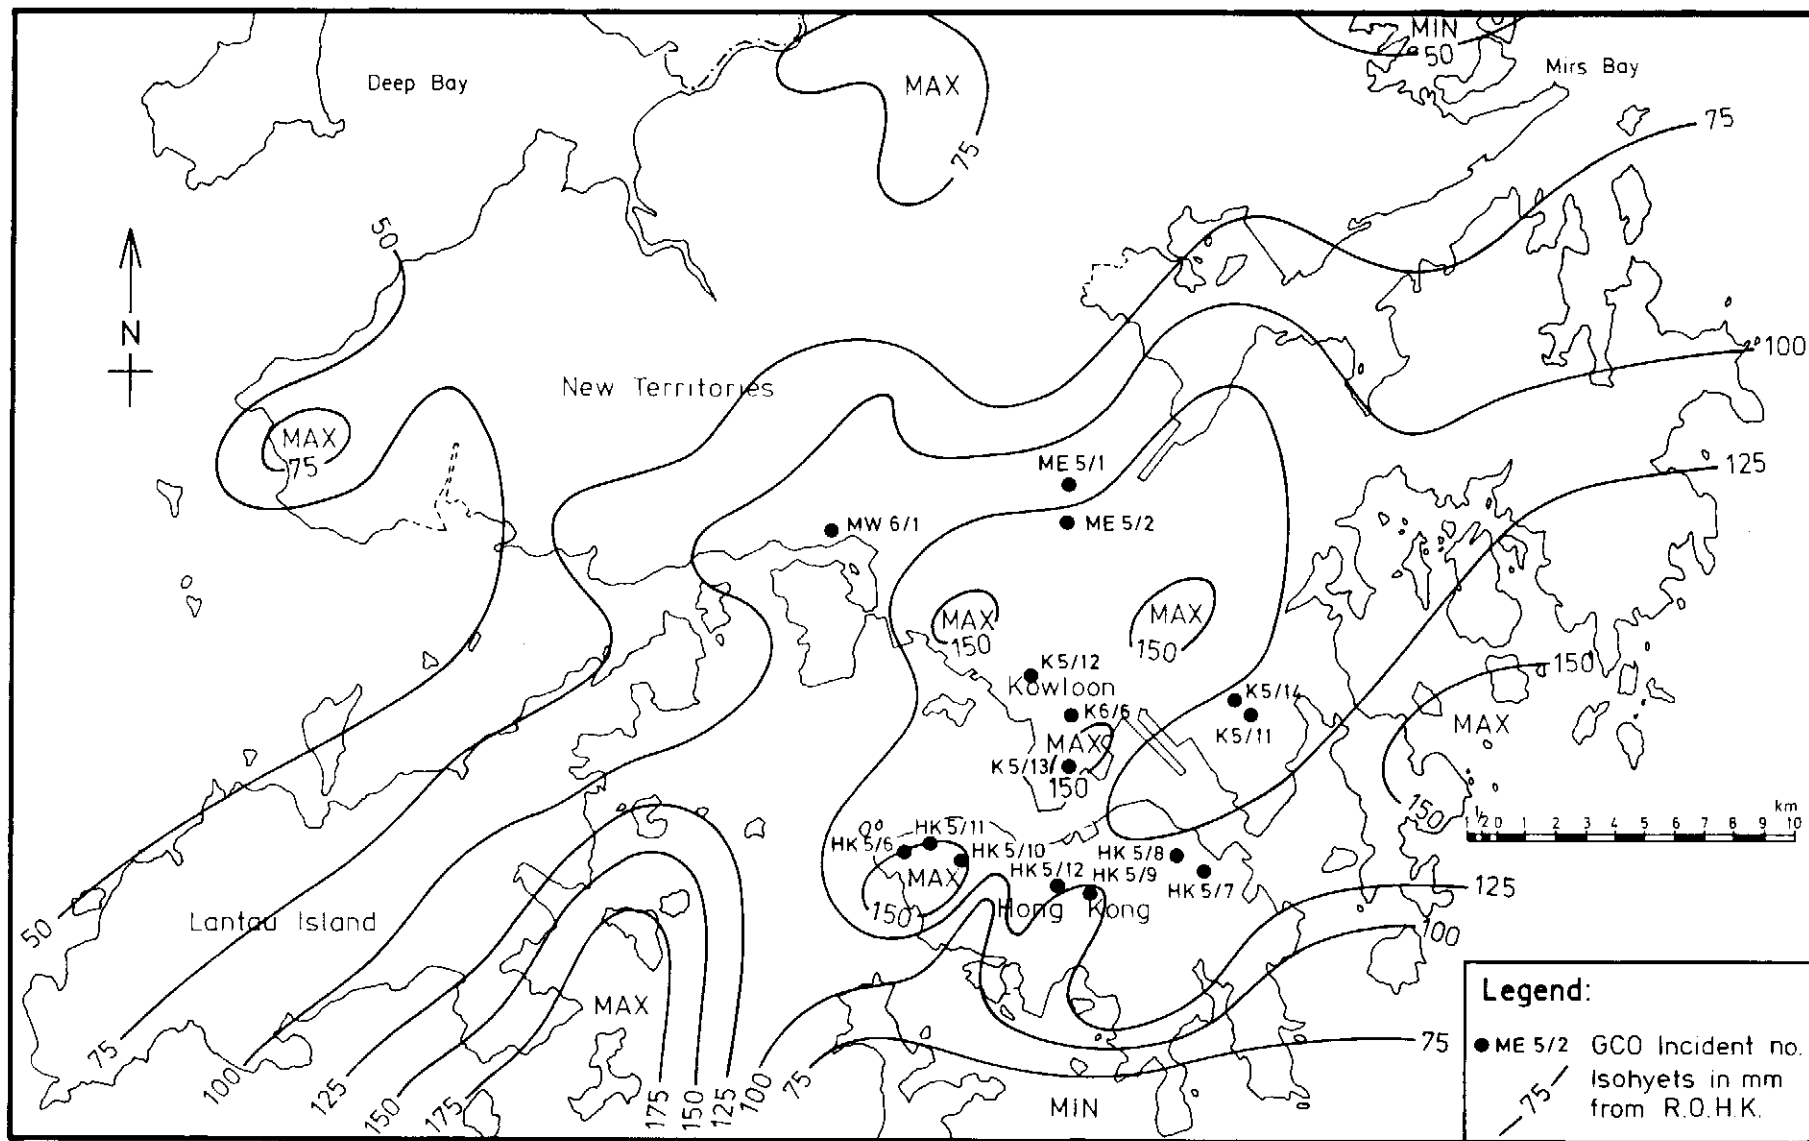 MIN
50
Mirs Bay
Deep Bay
MAX
75
75
50
N
100
New Territories
MAX
75
ME 5/1
125
MW 6/1
ME 5/2
MAX
150
MAX
150
150
K5/12
Kowloon
K5/14
K6/6
K5/11
MAX
MAX
K5/13
150
150
km
1 1/2 0 1 2 3 4 5 6 7 8 9 10
HK 5/11
HK 5/6
HK 5/10
HK 5/8
HK 5/12
HK 5/9
MAX
HK 5/7
125
150
Hong Kong
50
Lantau Island
100
MAX
75
75
100
125
150
175
175
150
125
100
75
MIN
Legend:
ME 5/2 GCO Incident no.
75 Isohyets in mm
from R.O.H.K.